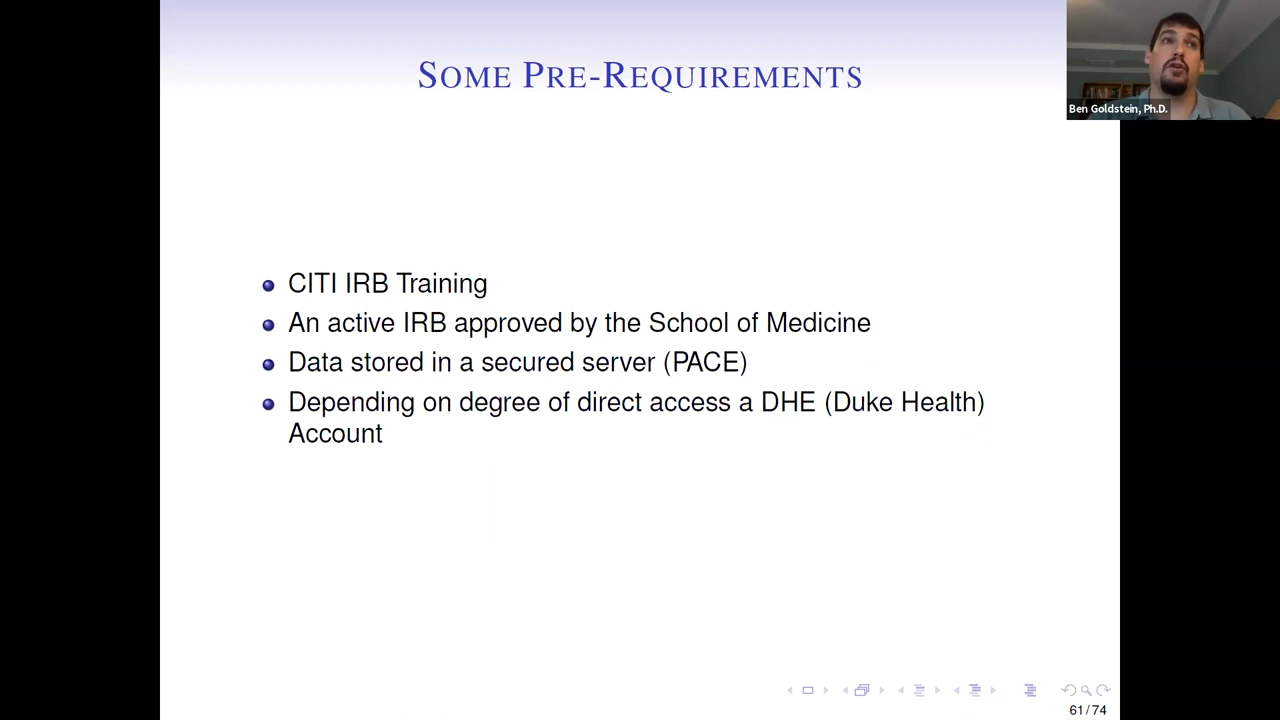 SOME PRE-REQUIREMENTS
Ben Goldstein, Ph.D.
CITI IRB Training
An active IRB approved by the School of Medicine
Data stored in a secured server (PACE)
Depending on degree of direct access a DHE (Duke Health)
Account
61/74